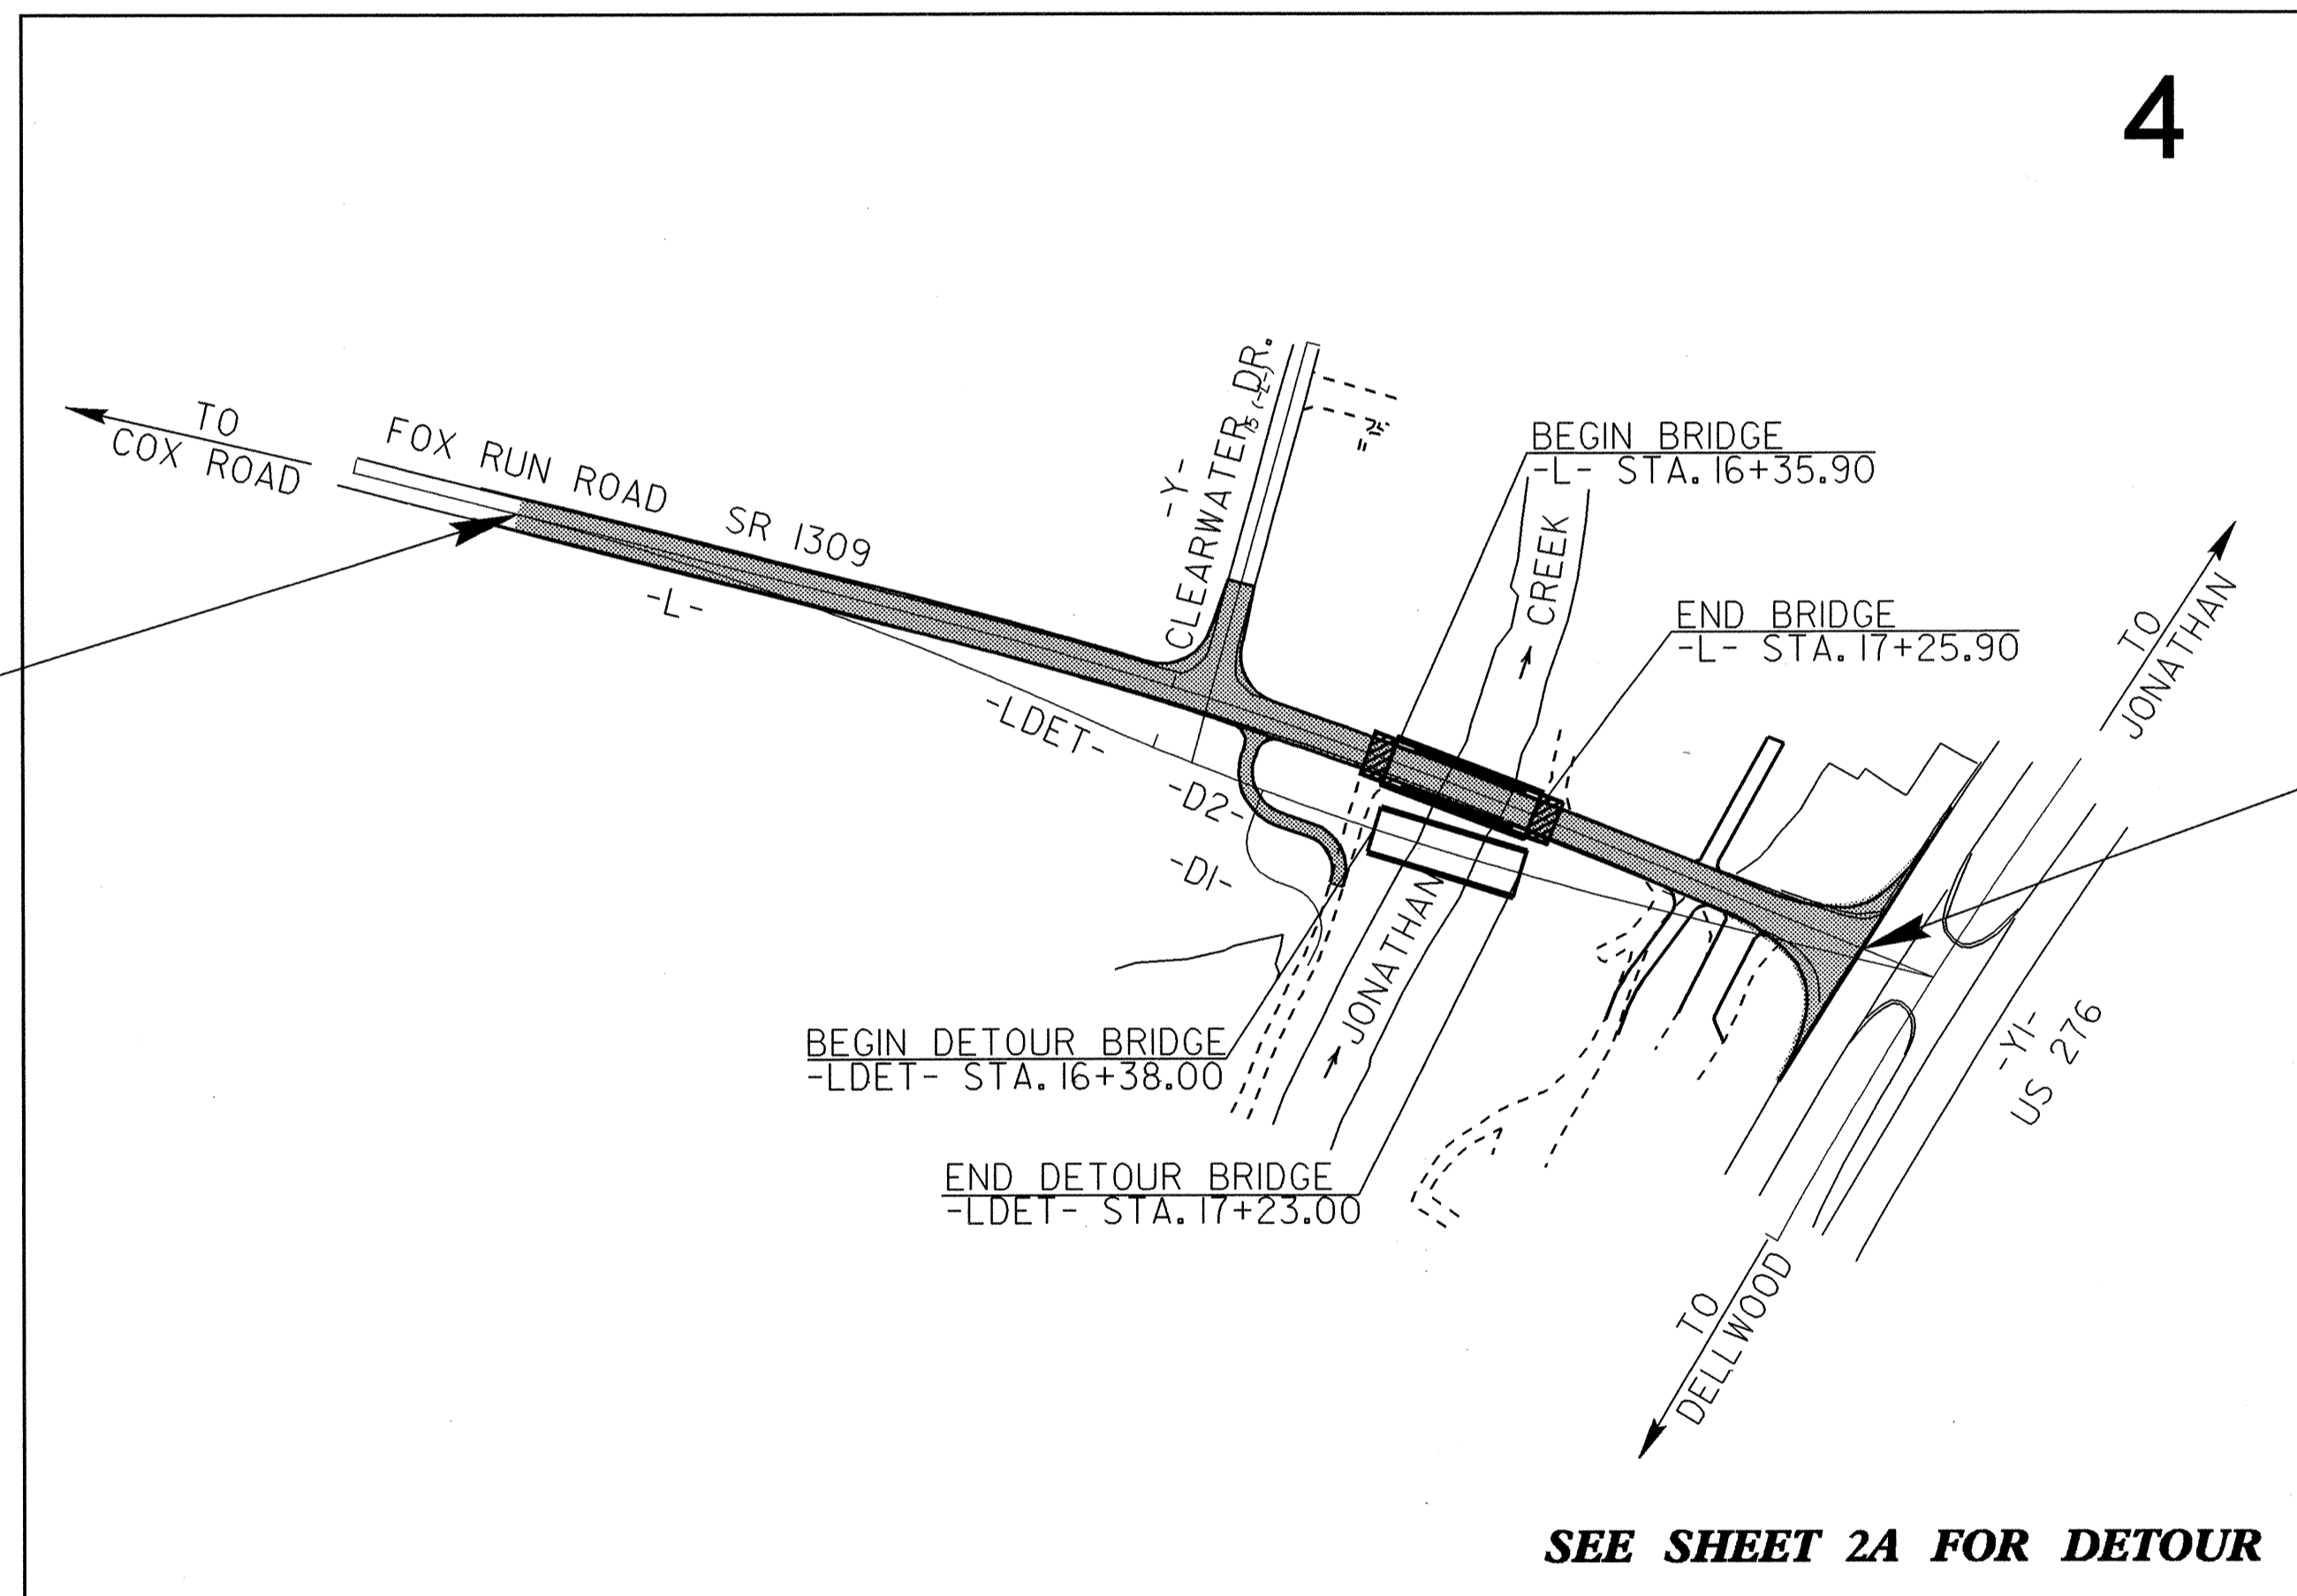 4
TO
COX ROAD
FOX RUN ROAD SR 1309
-L-
-Y-
CLEARWATER DR.
BEGIN BRIDGE
-L- STA. 16+35.90
CREEK
END BRIDGE
-L- STA. 17+25.90
TO
JONATHAN
-LDET-
-D2-
-D1-
JONATHAN
BEGIN DETOUR BRIDGE
-LDET- STA. 16+38.00
END DETOUR BRIDGE
-LDET- STA. 17+23.00
-Y1-
US 276
TO
DELLWOOD
SEE SHEET 2A FOR DETOUR